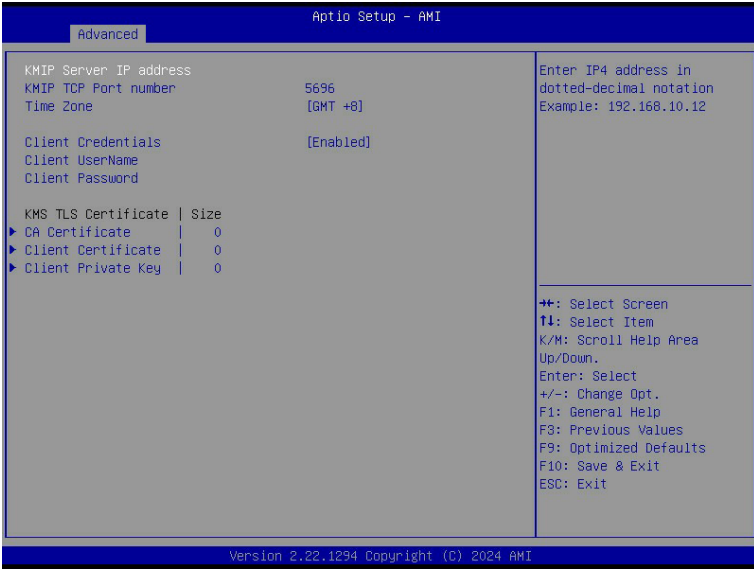 Aptio Setup - AMI
Advanced
KMIP Server IP address
KMIP TCP Port number 5696
Time Zone [GMT +8]
Client Credentials [Enabled]
Client UserName
Client Password
KMS TLS Certificate | Size
CA Certificate | 0
Client Certificate | 0
Client Private Key | 0
Enter IP4 address in
dotted-decimal notation
Example: 192.168.10.12
→←: Select Screen
↑↓: Select Item
K/M: Scroll Help Area
Up/Down.
Enter: Select
+/-: Change Opt.
F1: General Help
F3: Previous Values
F9: Optimized Defaults
F10: Save & Exit
ESC: Exit
Version 2.22.1294 Copyright (C) 2024 AMI